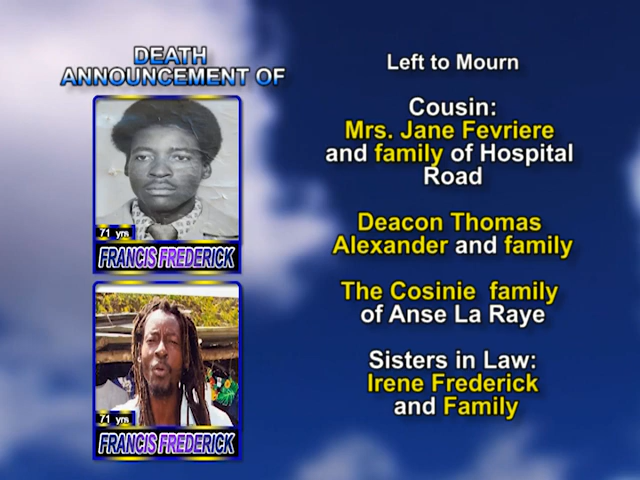 DEATH
ANNOUNCEMENT OF
71 yrs
FRANCIS FREDERICK
71 yrs
FRANCIS FREDERICK
Left to Mourn
Cousin:
Mrs. Jane Fevriere
and family of Hospital
Road
Deacon Thomas
Alexander and family
The Cosinie family
of Anse La Raye
Sisters in Law:
Irene Frederick
and Family